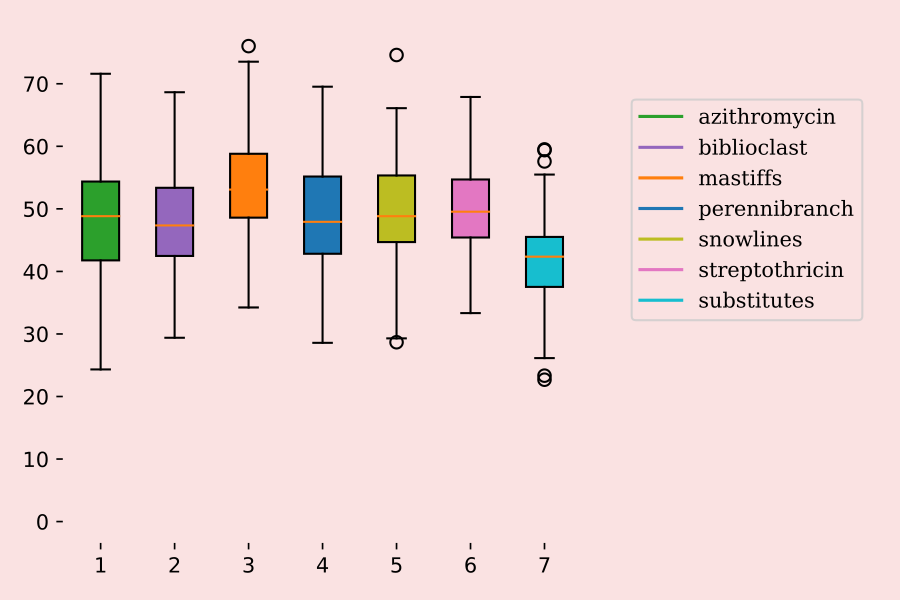 70
60
50
40
30
20
10
0
1 2 3 4 5 6 7
azithromycin
biblioclast
mastiffs
perennibranch
snowlines
streptothricin
substitutes